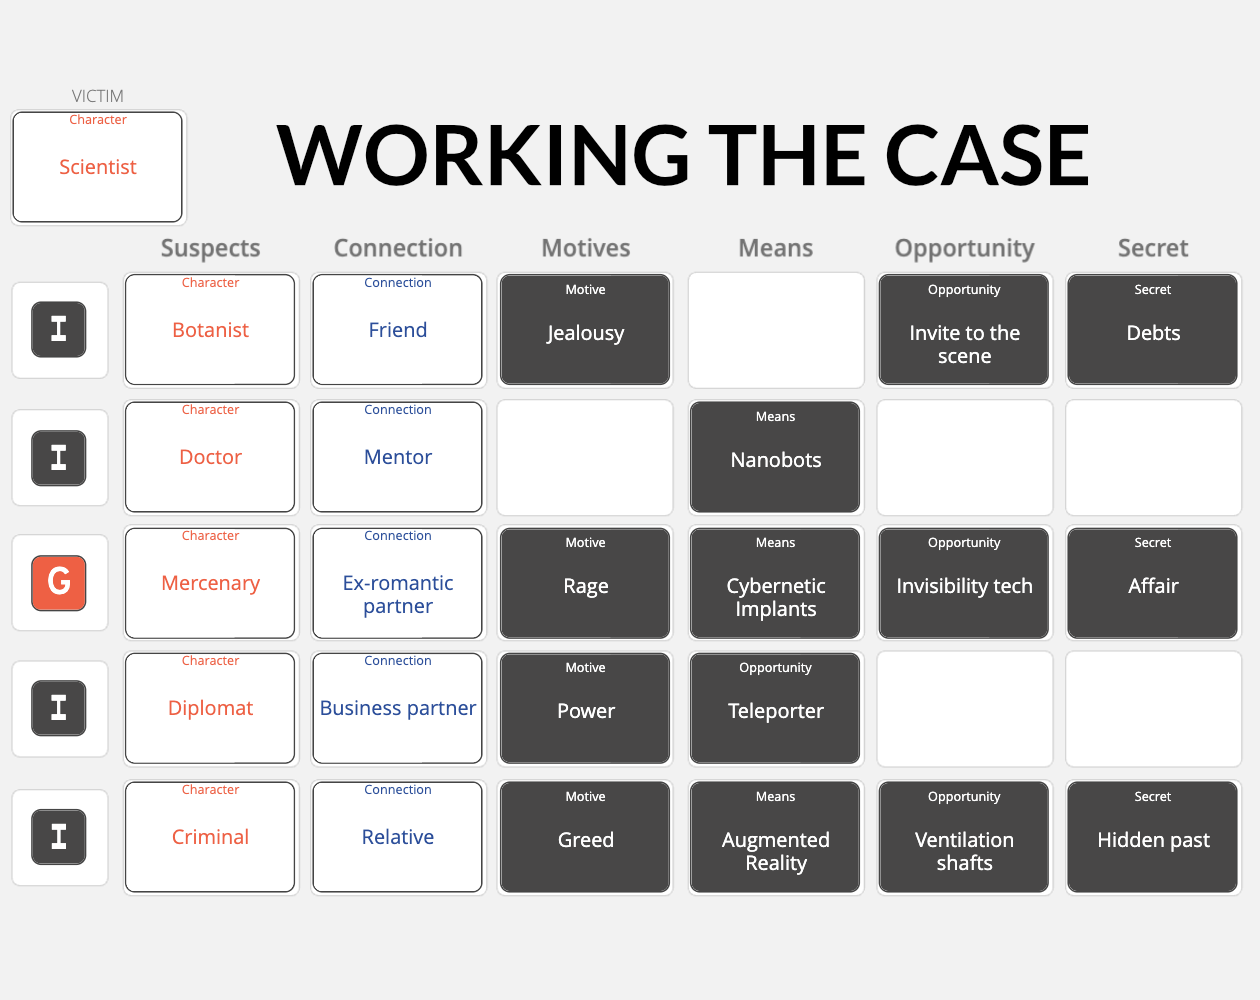 VICTIM
Character
Scientist
WORKING THE CASE
Suspects Connection Motives Means Opportunity Secret
I
Character
Botanist
Connection
Friend
Motive
Jealousy
Opportunity
Invite to the
scene
Secret
Debts
I
Character
Doctor
Connection
Mentor
Means
Nanobots
G
Character
Mercenary
Connection
Ex-romantic
partner
Motive
Rage
Means
Cybernetic
Implants
Opportunity
Invisibility tech
Secret
Affair
I
Character
Diplomat
Connection
Business partner
Motive
Power
Opportunity
Teleporter
I
Character
Criminal
Connection
Relative
Motive
Greed
Means
Augmented
Reality
Opportunity
Ventilation
shafts
Secret
Hidden past